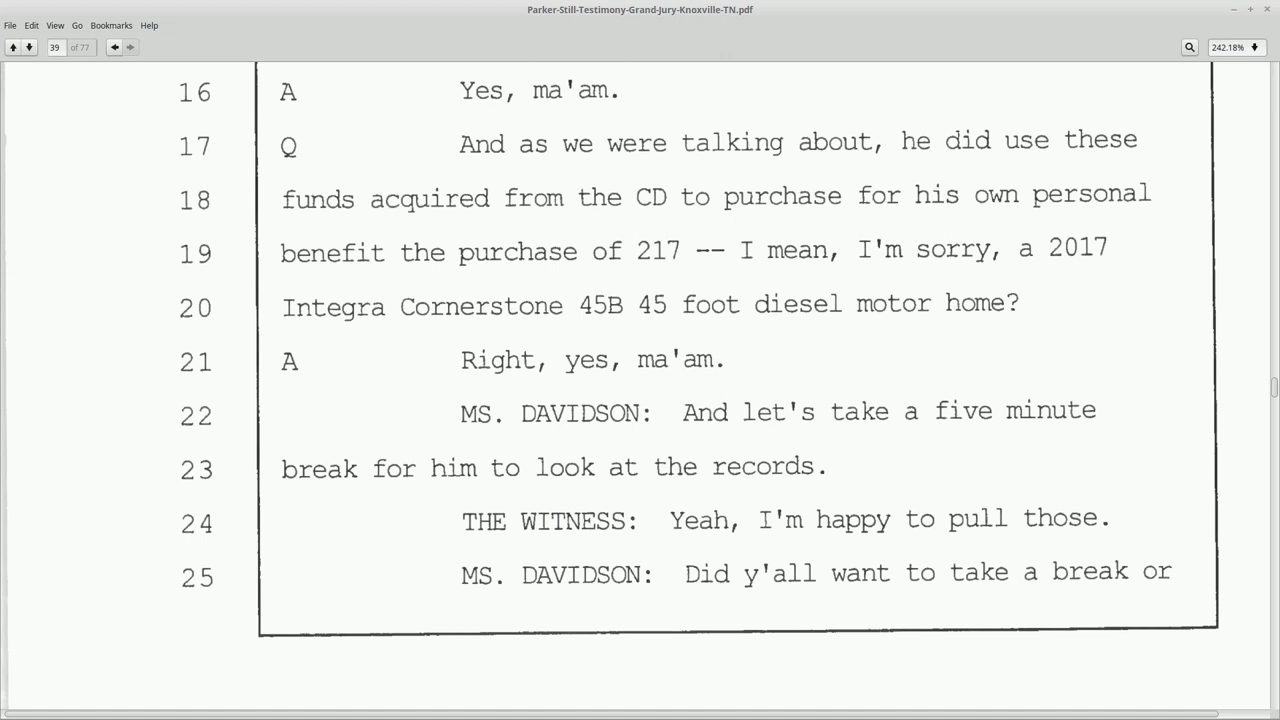 Parker-Still-Testimony-Grand-Jury-Knoxville-TN.pdf
File Edit View Go Bookmarks Help
39 of 77 242.18%
16 A Yes, ma'am.
17 Q And as we were talking about, he did use these
18 funds acquired from the CD to purchase for his own personal
19 benefit the purchase of 217 -- I mean, I'm sorry, a 2017
20 Integra Cornerstone 45B 45 foot diesel motor home?
21 A Right, yes, ma'am.
22 MS. DAVIDSON: And let's take a five minute
23 break for him to look at the records.
24 THE WITNESS: Yeah, I'm happy to pull those.
25 MS. DAVIDSON: Did y'all want to take a break or